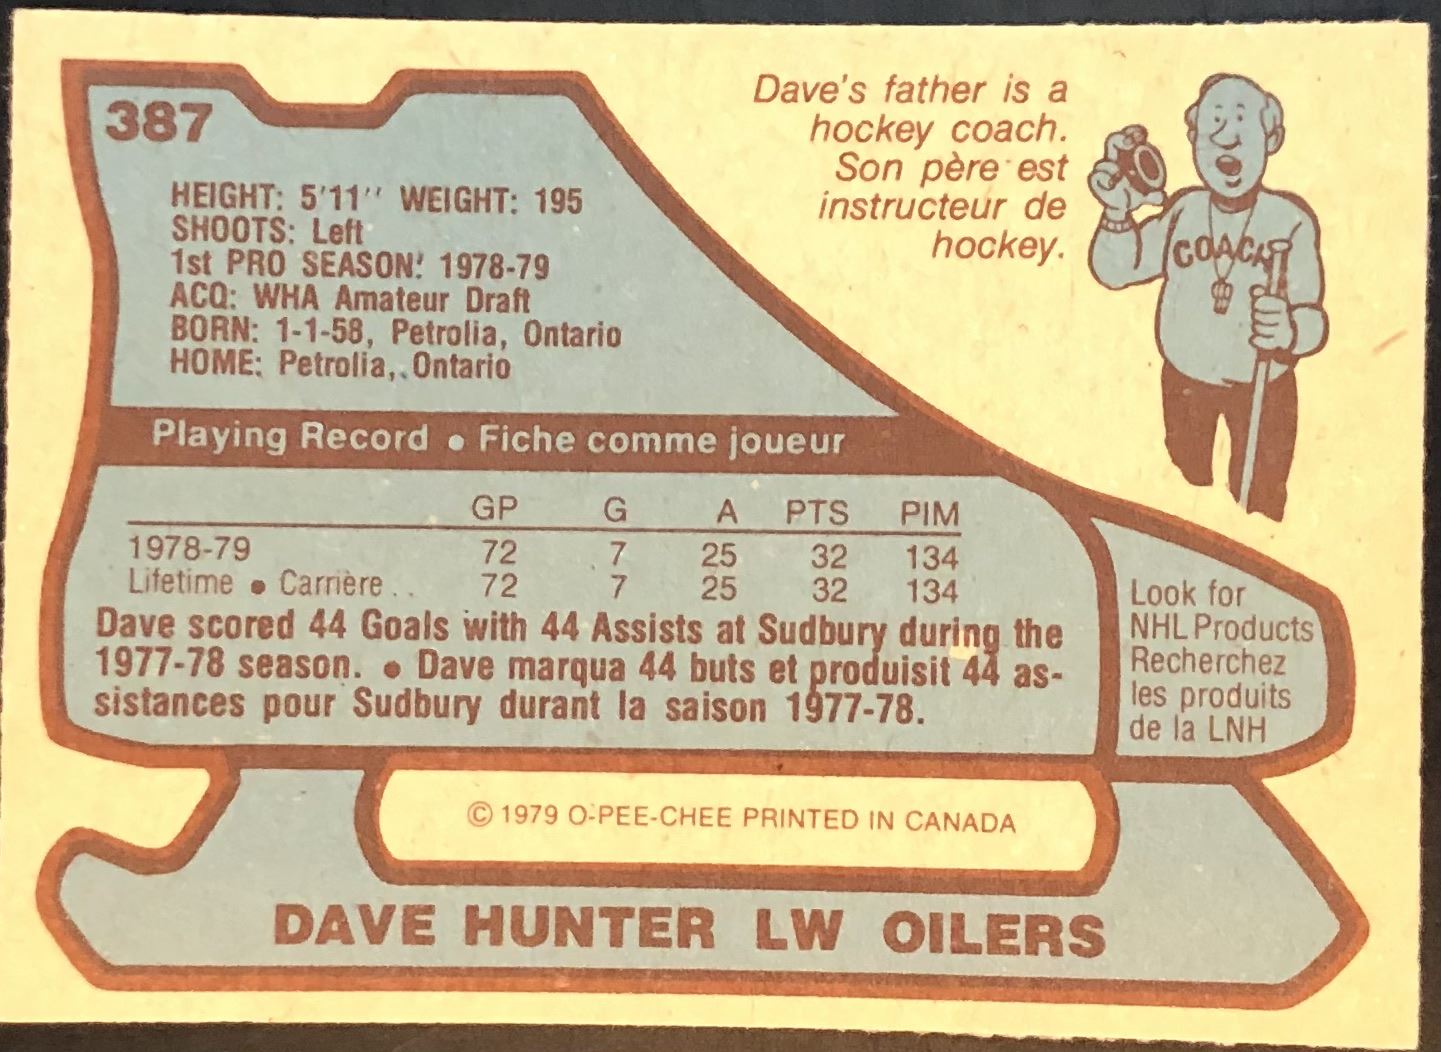 387
HEIGHT: 5'11'' WEIGHT: 195
SHOOTS: Left
1st PRO SEASON: 1978-79
ACQ: WHA Amateur Draft
BORN: 1-1-58, Petrolia, Ontario
HOME: Petrolia, Ontario
Dave's father is a
hockey coach.
Son père est
instructeur de
hockey.
COACH
Playing Record • Fiche comme joueur
GP G A PTS PIM
1978-79 72 7 25 32 134
Lifetime • Carrière .. 72 7 25 32 134
Dave scored 44 Goals with 44 Assists at Sudbury during the
1977-78 season. • Dave marqua 44 buts et produisit 44 as-
sistances pour Sudbury durant la saison 1977-78.
Look for
NHL Products
Recherchez
les produits
de la LNH
© 1979 O-PEE-CHEE PRINTED IN CANADA
DAVE HUNTER LW OILERS